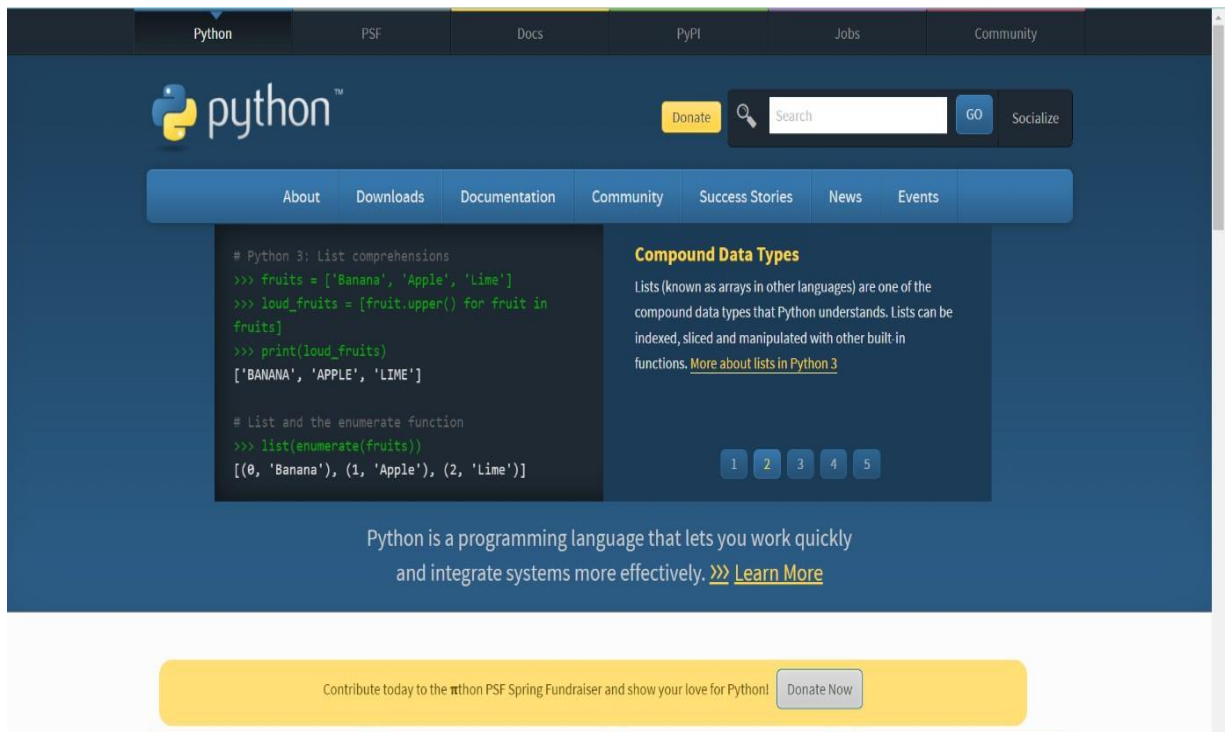 Python PSF Docs PyPI Jobs Community
python™
Donate Search GO Socialize
About Downloads Documentation Community Success Stories News Events
# Python 3: List comprehensions
>>> fruits = ['Banana', 'Apple', 'Lime']
>>> loud_fruits = [fruit.upper() for fruit in
fruits]
>>> print(loud_fruits)
['BANANA', 'APPLE', 'LIME']
# List and the enumerate function
>>> list(enumerate(fruits))
[(0, 'Banana'), (1, 'Apple'), (2, 'Lime')]
Compound Data Types
Lists (known as arrays in other languages) are one of the
compound data types that Python understands. Lists can be
indexed, sliced and manipulated with other built-in
functions. More about lists in Python 3
1 2 3 4 5
Python is a programming language that lets you work quickly
and integrate systems more effectively. >>> Learn More
Contribute today to the πthon PSF Spring Fundraiser and show your love for Python! Donate Now